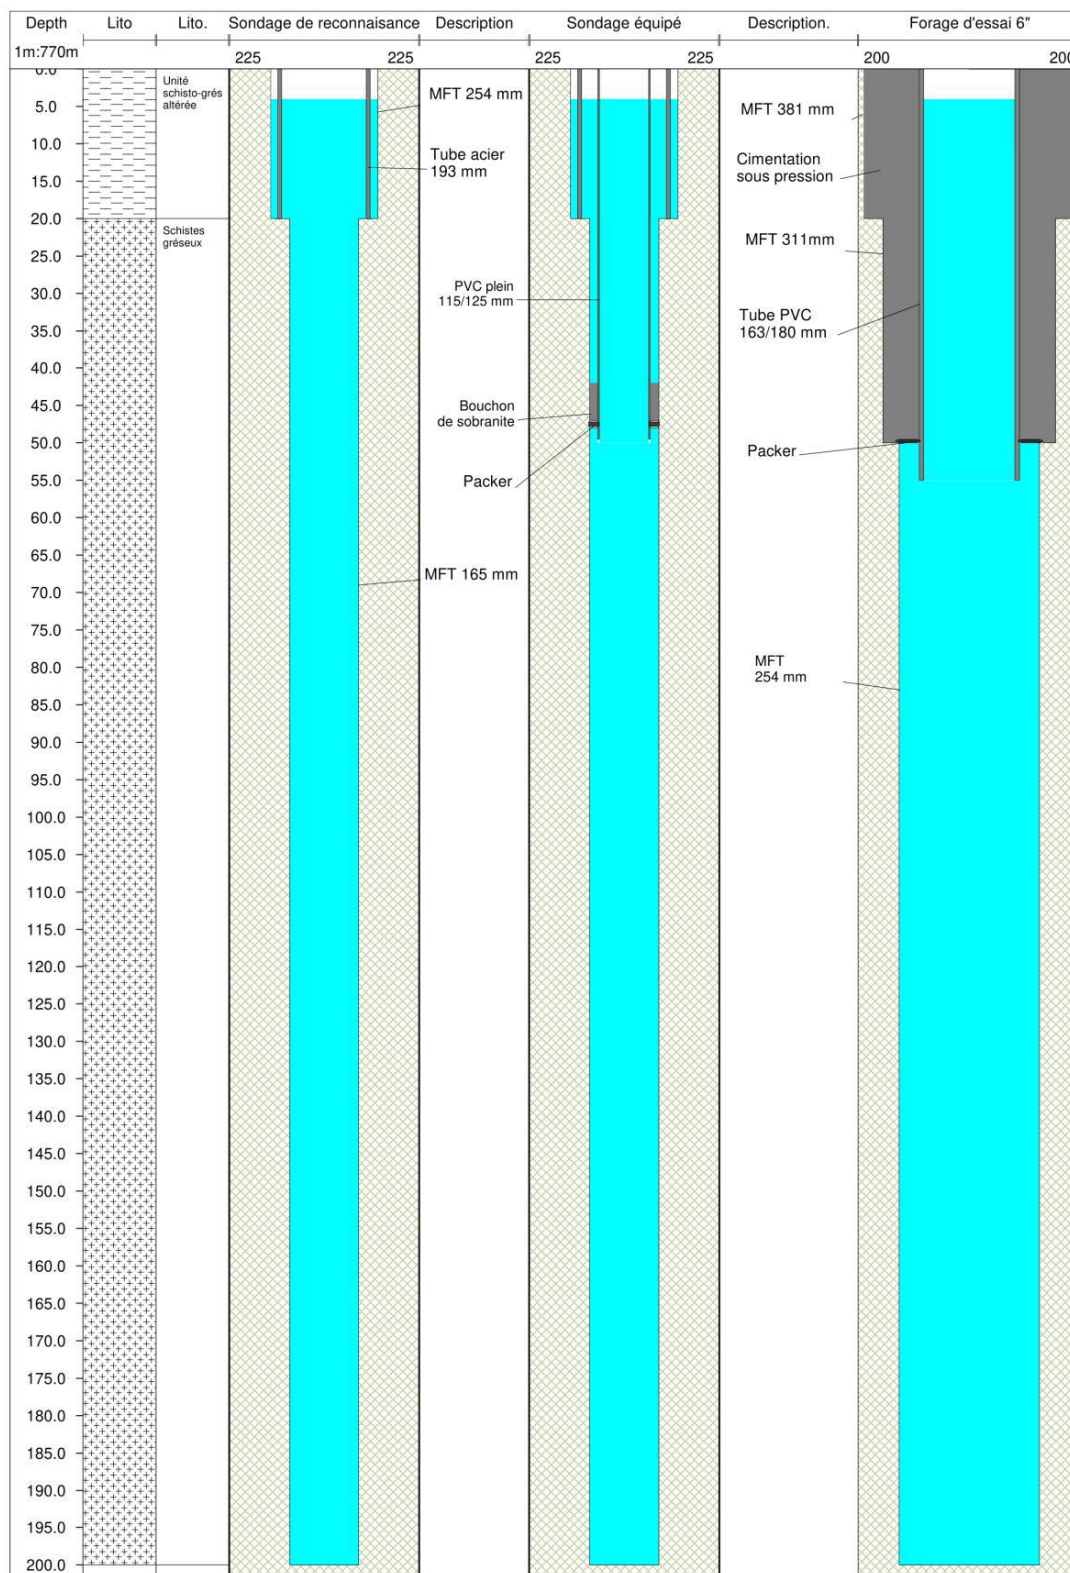 Depth Lito Lito. Sondage de reconnaisance Description Sondage équipé Description. Forage d'essai 6"
1m:770m 225 225 225 225 200 200
0.0
Unité
schisto-grés
altérée
5.0
10.0
15.0
20.0
Schistes
gréseux
25.0
30.0
35.0
40.0
45.0
50.0
55.0
60.0
65.0
70.0
75.0
80.0
85.0
90.0
95.0
100.0
105.0
110.0
115.0
120.0
125.0
130.0
135.0
140.0
145.0
150.0
155.0
160.0
165.0
170.0
175.0
180.0
185.0
190.0
195.0
200.0
MFT 254 mm
Tube acier
193 mm
PVC plein
115/125 mm
Bouchon
de sobranite
Packer
MFT 165 mm
MFT 381 mm
Cimentation
sous pression
MFT 311mm
Tube PVC
163/180 mm
Packer
MFT
254 mm